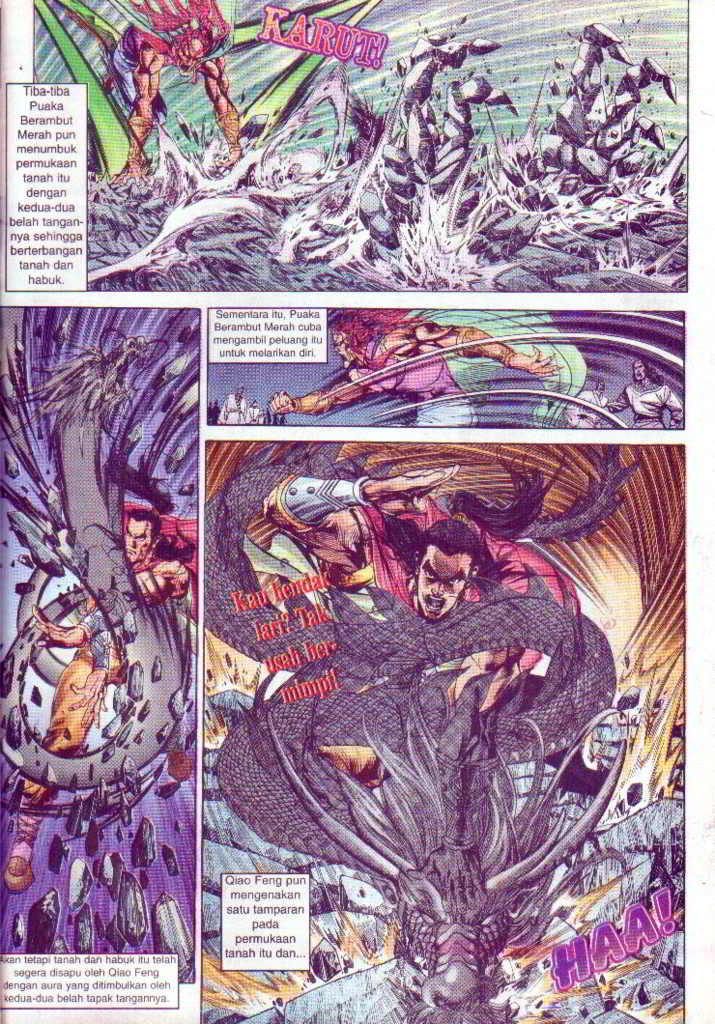 KARUT!
Tiba-tiba
Puaka
Berambut
Merah pun
menumbuk
permukaan
tanah itu
dengan
kedua-dua
belah tangan-
nya sehingga
berterbangan
tanah dan
habuk.
Sementara itu, Puaka
Berambut Merah cuba
mengambil peluang itu
untuk melarikan diri.
Akan tetapi tanah dan habuk itu telah
segera disapu oleh Qiao Feng
dengan aura yang ditimbulkan oleh
kedua-dua belah tapak tangannya.
Kau hendak
lari? Tak
usah ber-
mimpi!
Qiao Feng pun
mengenakan
satu tamparan
pada
permukaan
tanah itu dan...
HAA!